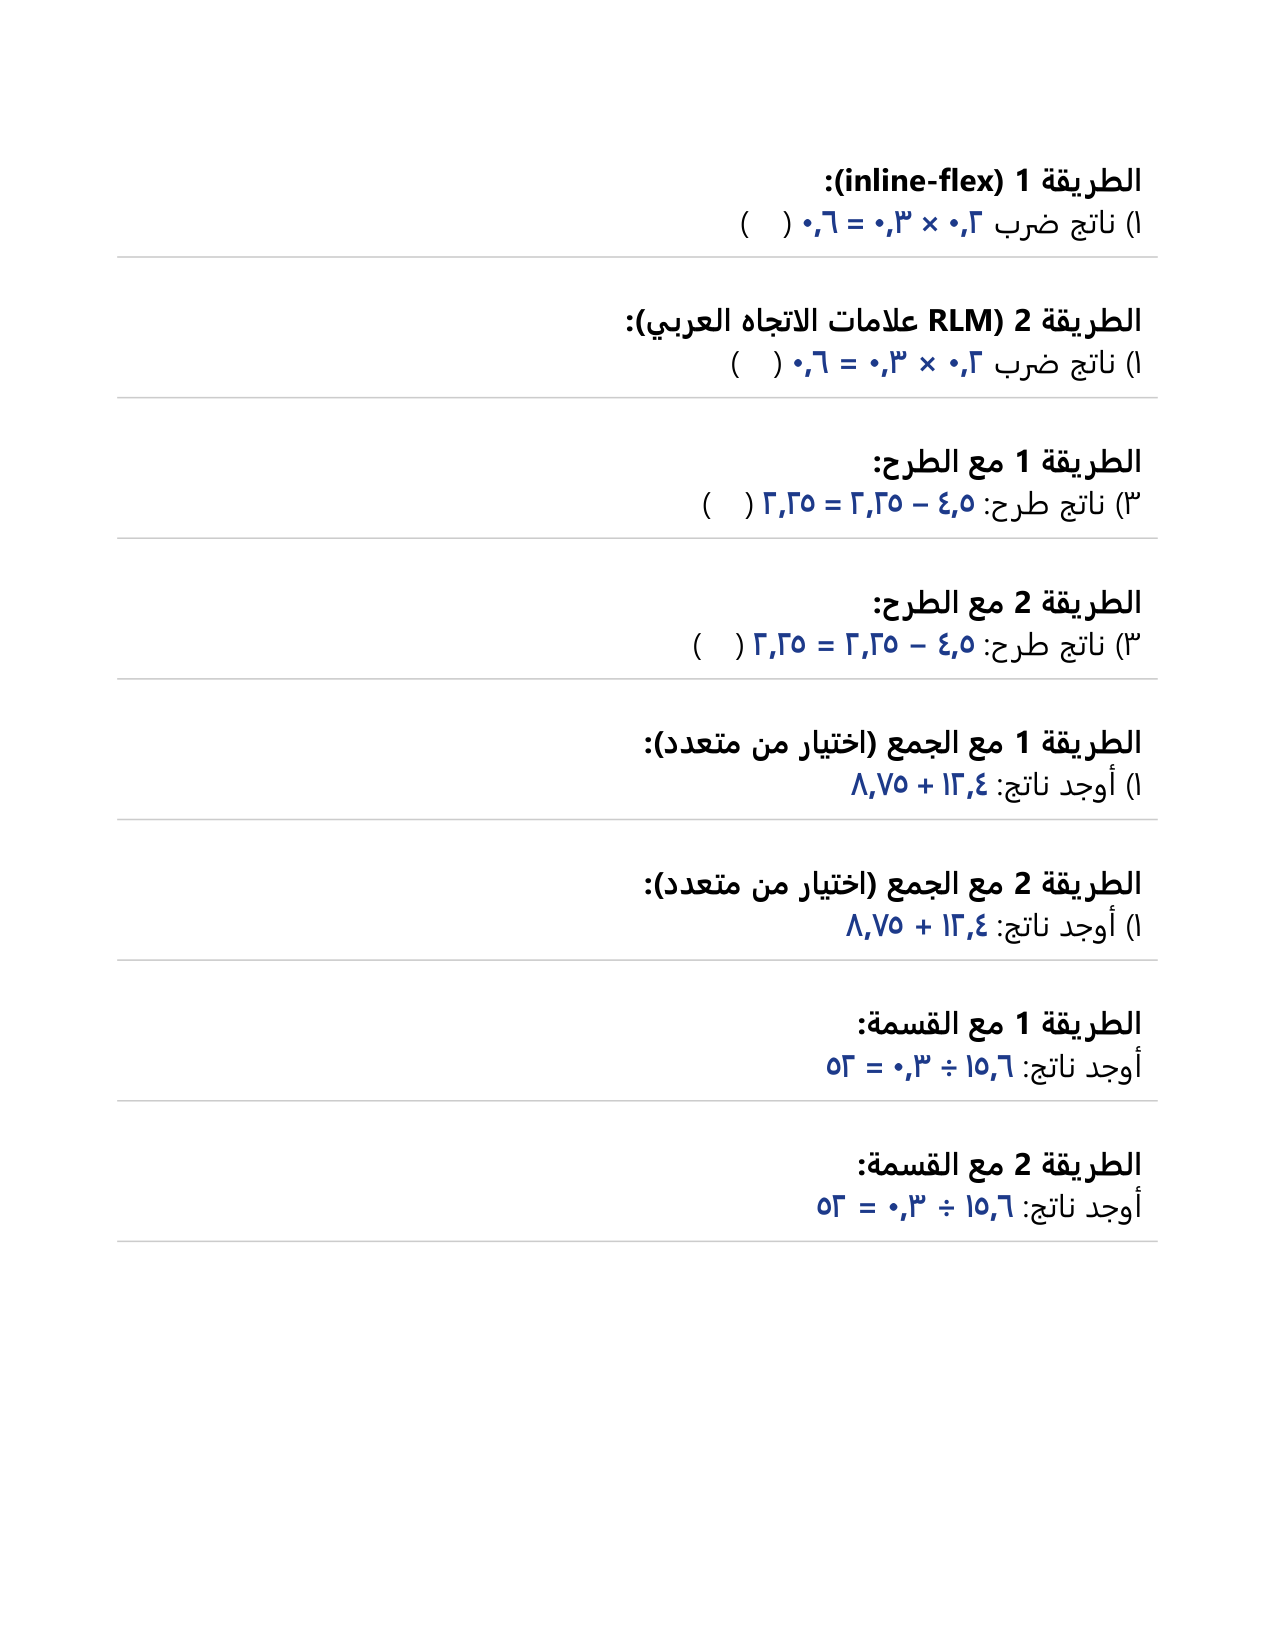 الطريقة 1 (inline-flex):
١) ناتج ضرب ٠,٢ × ٠,٣ = ٠,٦ (    )
الطريقة 2 (RLM علامات الاتجاه العربي):
١) ناتج ضرب ٠,٢ × ٠,٣ = ٠,٦ (    )
الطريقة 1 مع الطرح:
٣) ناتج طرح: ٤,٥ – ٢,٢٥ = ٢,٢٥ (    )
الطريقة 2 مع الطرح:
٣) ناتج طرح: ٤,٥ – ٢,٢٥ = ٢,٢٥ (    )
الطريقة 1 مع الجمع (اختيار من متعدد):
١) أوجد ناتج: ١٢,٤ + ٨,٧٥
الطريقة 2 مع الجمع (اختيار من متعدد):
١) أوجد ناتج: ١٢,٤ + ٨,٧٥
الطريقة 1 مع القسمة:
أوجد ناتج: ١٥,٦ ÷ ٠,٣ = ٥٢
الطريقة 2 مع القسمة:
أوجد ناتج: ١٥,٦ ÷ ٠,٣ = ٥٢